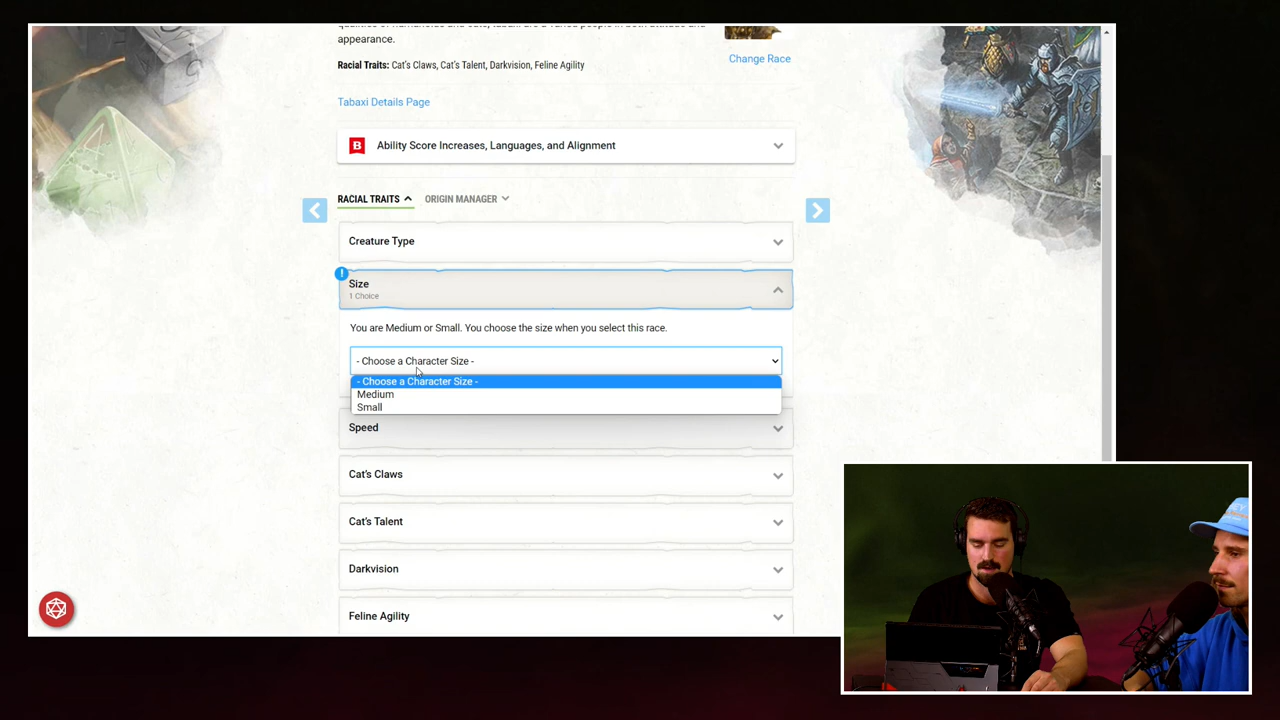 appearance.
Racial Traits: Cat's Claws, Cat's Talent, Darkvision, Feline Agility
Change Race
Tabaxi Details Page
B
Ability Score Increases, Languages, and Alignment
RACIAL TRAITS
ORIGIN MANAGER
Creature Type
!
Size
1 Choice
You are Medium or Small. You choose the size when you select this race.
- Choose a Character Size -
- Choose a Character Size -
Medium
Small
Speed
Cat's Claws
Cat's Talent
Darkvision
Feline Agility